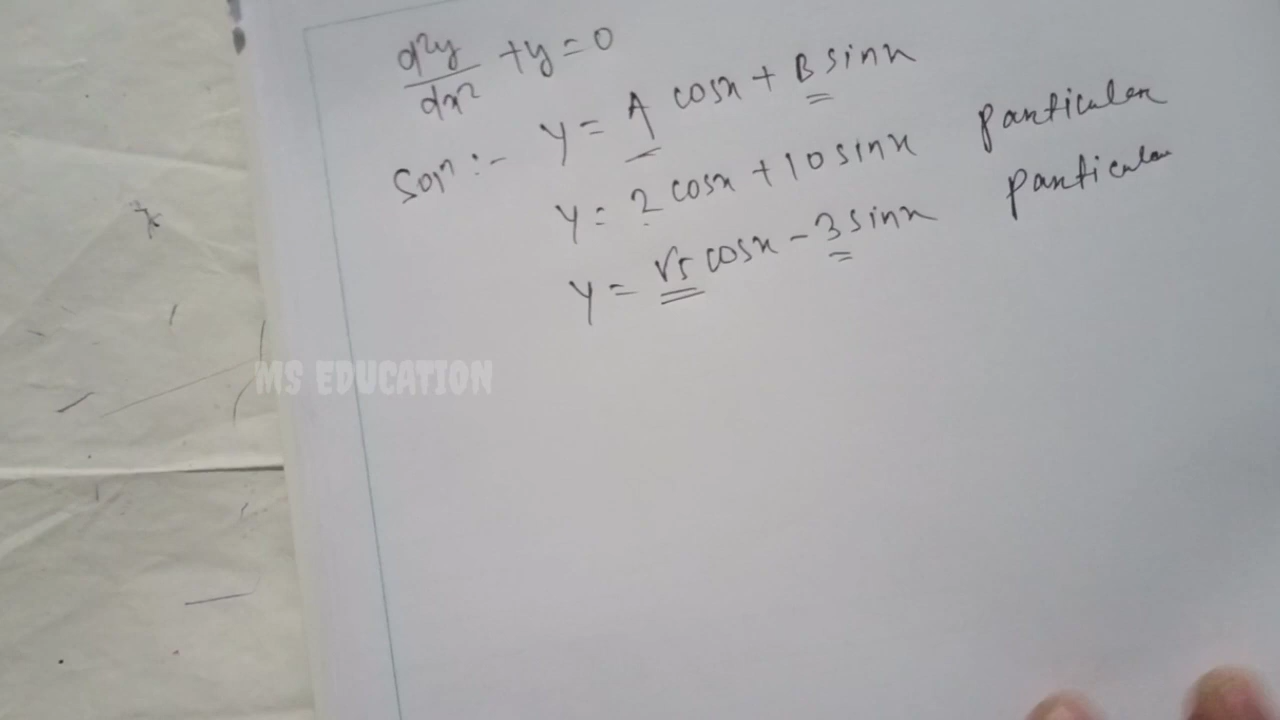 d²y/dx² + y = 0
Solⁿ :- y = A cosx + B sinx
y = 2 cosx + 10 sinx particular
y = √5 cosx - 3 sinx particular
MS EDUCATION